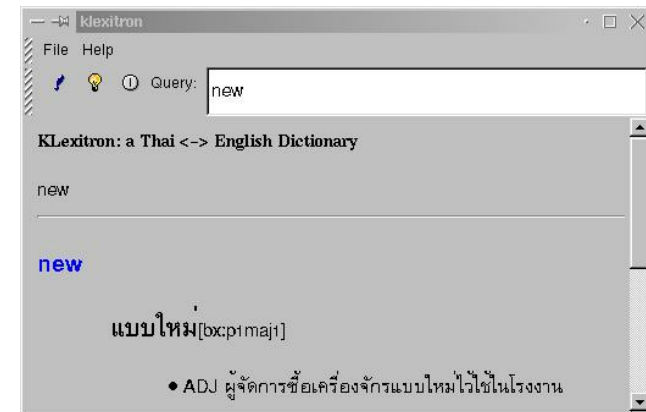 klexitron
File Help
Query: new
KLexitron: a Thai <-> English Dictionary
new
new
แบบใหม่[bx:p1maj1]
• ADJ ผู้จัดการซื้อเครื่องจักรแบบใหม่ไว้ใช้ในโรงงาน